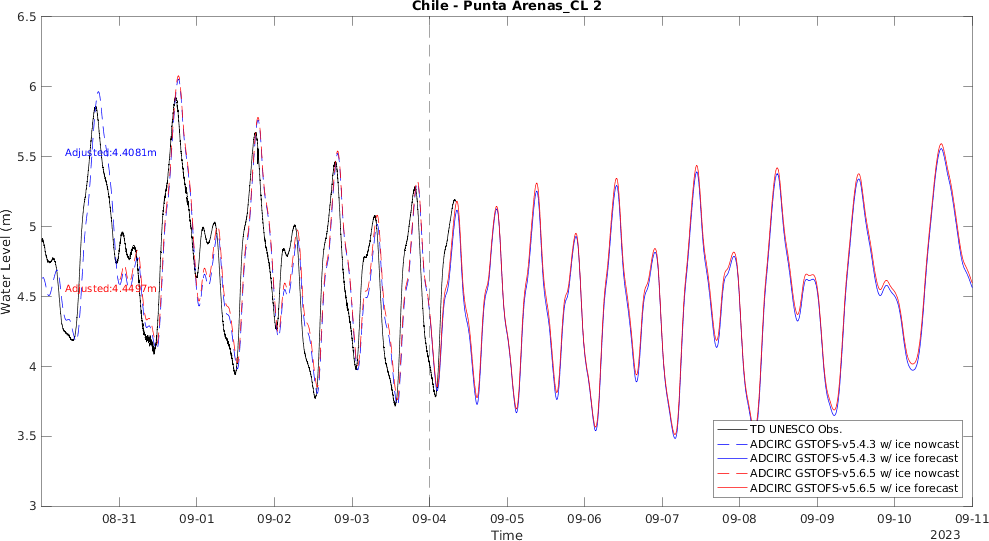 Chile - Punta Arenas_CL 2
6.5
6
5.5
5
4.5
4
3.5
3
Water Level (m)
Adjusted:4.4081m
Adjusted:4.4497m
TD UNESCO Obs.
ADCIRC GSTOFS-v5.4.3 w/ ice nowcast
ADCIRC GSTOFS-v5.4.3 w/ ice forecast
ADCIRC GSTOFS-v5.6.5 w/ ice nowcast
ADCIRC GSTOFS-v5.6.5 w/ ice forecast
08-31 09-01 09-02 09-03 09-04 09-05 09-06 09-07 09-08 09-09 09-10 09-11
Time
2023